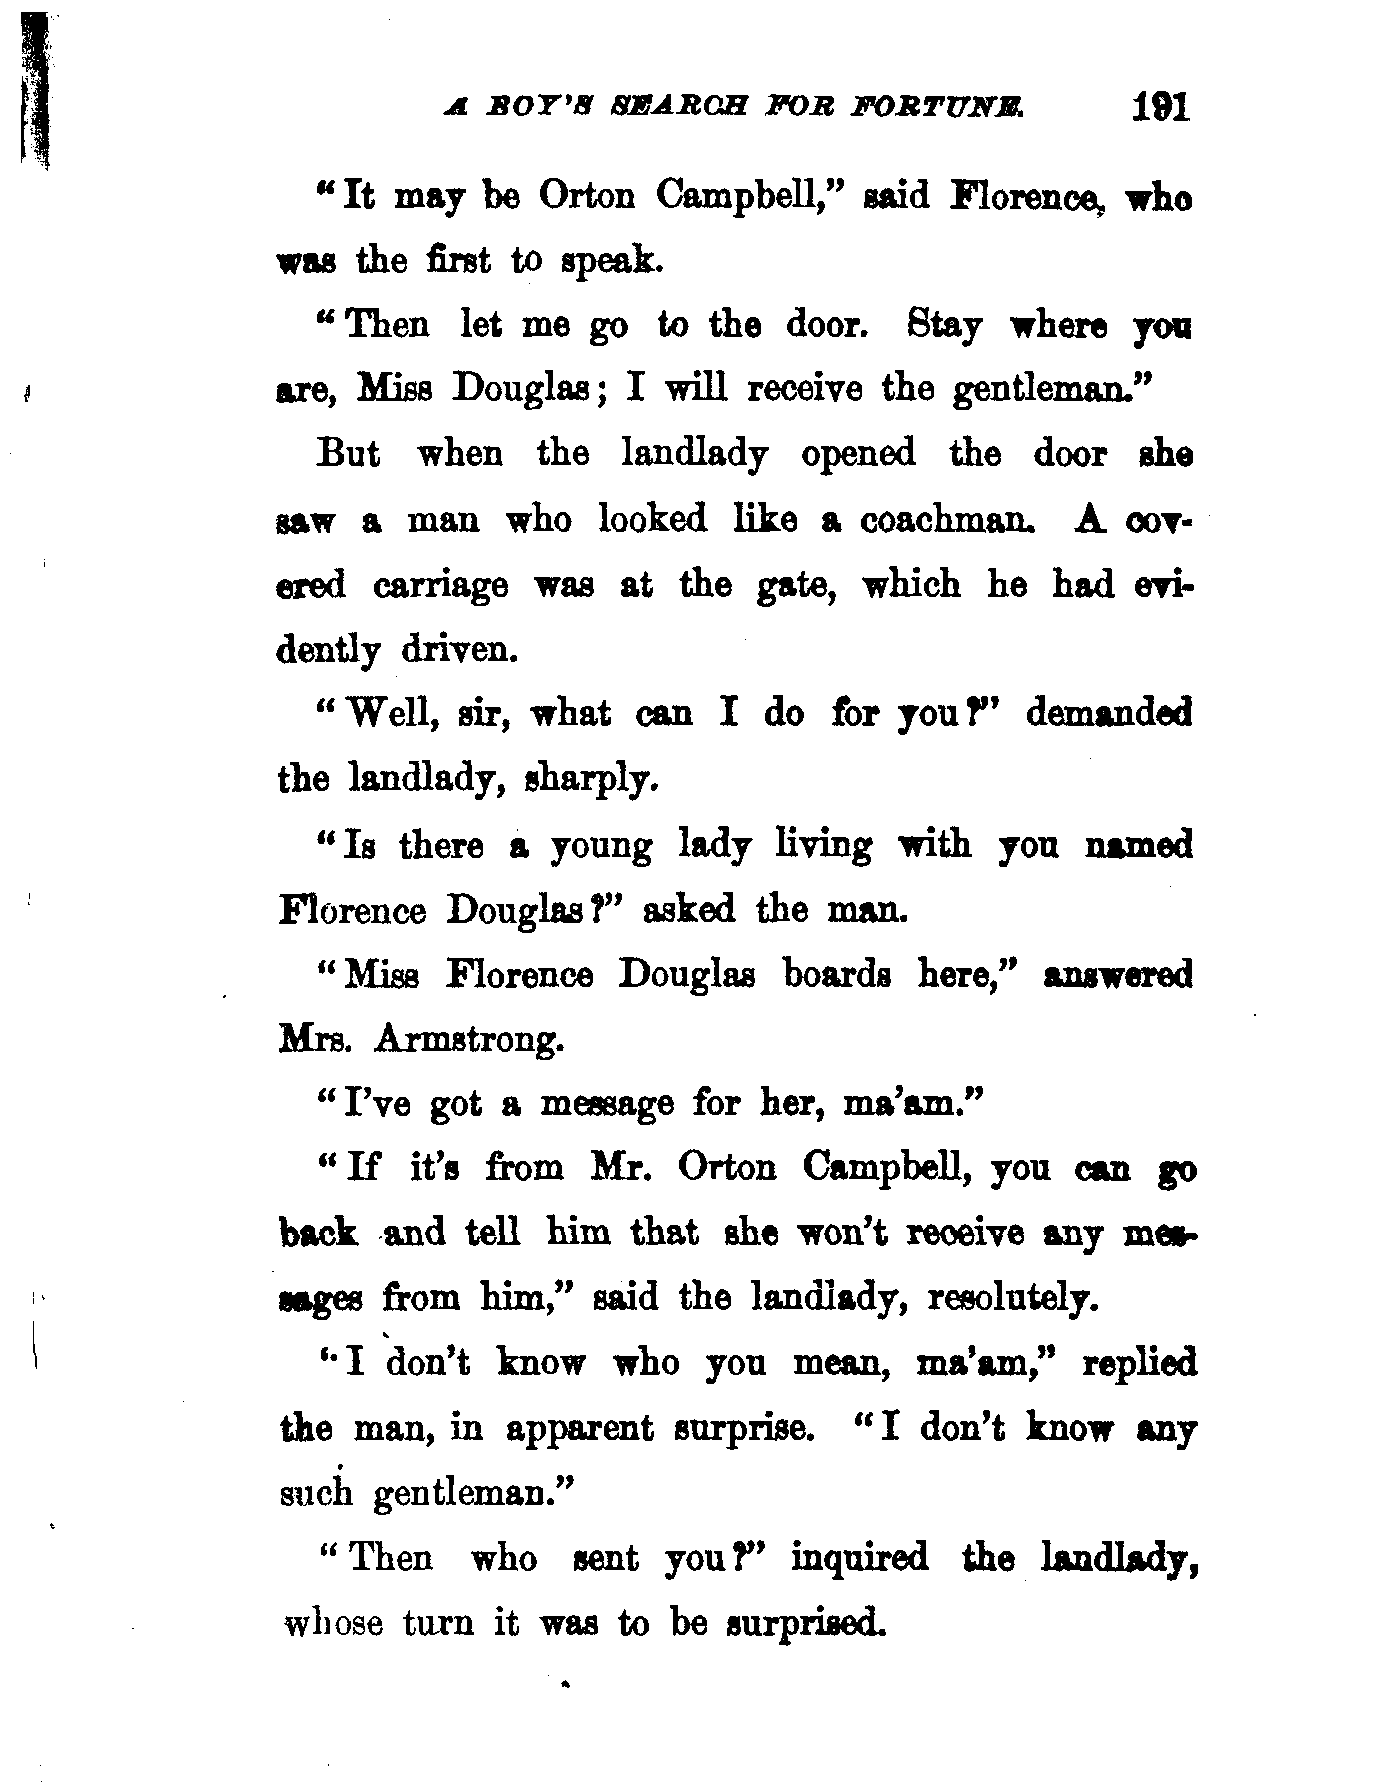 A BOY'S SEARCH FOR FORTUNE. 191
"It may be Orton Campbell," said Florence, who
was the first to speak.
"Then let me go to the door. Stay where you
are, Miss Douglas; I will receive the gentleman."
But when the landlady opened the door she
saw a man who looked like a coachman. A cov-
ered carriage was at the gate, which he had evi-
dently driven.
"Well, sir, what can I do for you?" demanded
the landlady, sharply.
"Is there a young lady living with you named
Florence Douglas?" asked the man.
"Miss Florence Douglas boards here," answered
Mrs. Armstrong.
"I've got a message for her, ma'am."
"If it's from Mr. Orton Campbell, you can go
back and tell him that she won't receive any mes-
sages from him," said the landlady, resolutely.
"I don't know who you mean, ma'am," replied
the man, in apparent surprise. "I don't know any
such gentleman."
"Then who sent you?" inquired the landlady,
whose turn it was to be surprised.